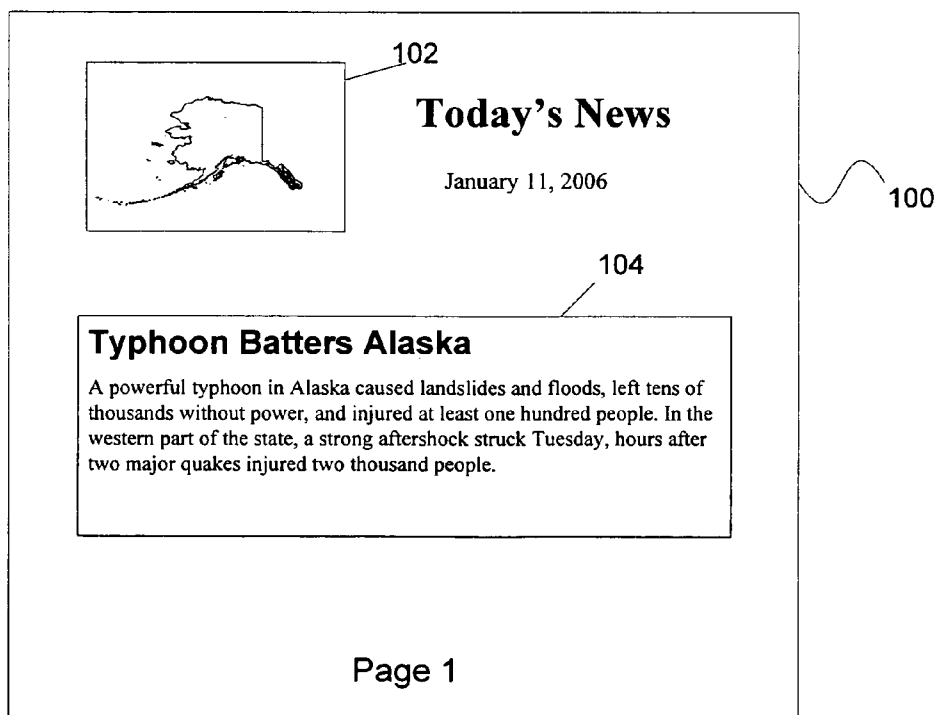 102
Today's News
January 11, 2006
100
104
Typhoon Batters Alaska
A powerful typhoon in Alaska caused landslides and floods, left tens of
thousands without power, and injured at least one hundred people. In the
western part of the state, a strong aftershock struck Tuesday, hours after
two major quakes injured two thousand people.
Page 1